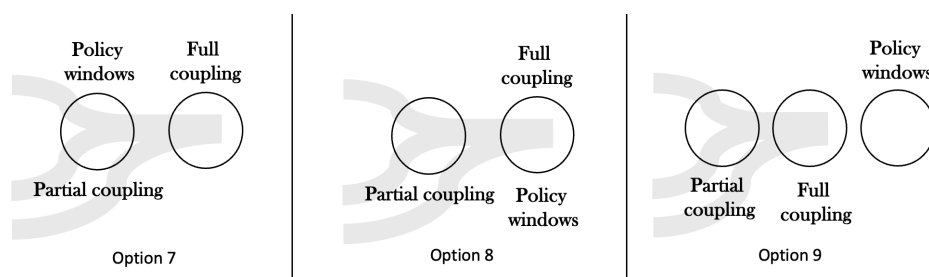 Policy
windows
Full
coupling
Partial coupling
Option 7
Full
coupling
Partial coupling
Policy
windows
Option 8
Policy
windows
Partial
coupling
Full
coupling
Option 9